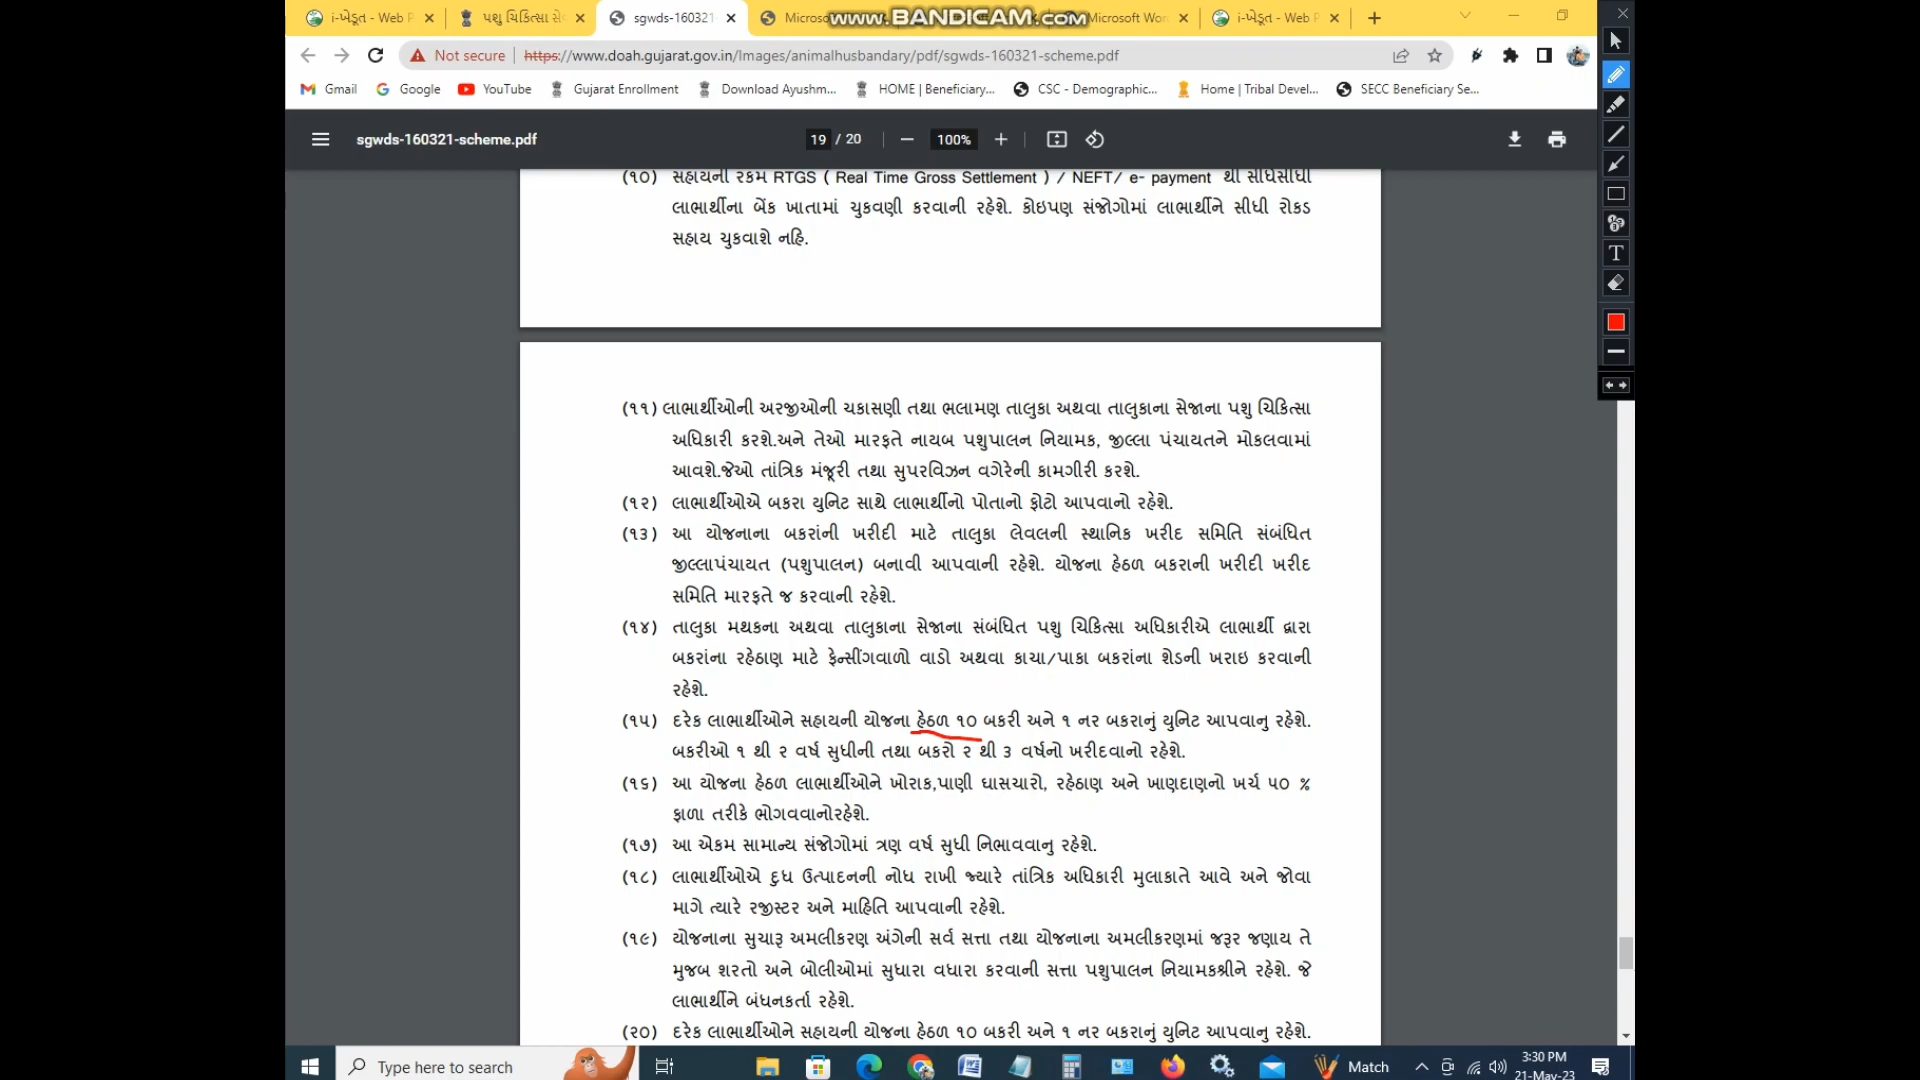 i-ખેડૂત - Web P
પશુ ચિકિત્સા સે
sgwds-160321
Microso
www.BANDICAM.com
Microsoft Wor
i-ખેડૂત - Web P
Not secure
https://www.doah.gujarat.gov.in/Images/animalhusbandary/pdf/sgwds-160321-scheme.pdf
Gmail
Google
YouTube
Gujarat Enrollment
Download Ayushm...
HOME | Beneficiary...
CSC - Demographic...
Home | Tribal Devel...
SECC Beneficiary Se...
sgwds-160321-scheme.pdf
19 / 20
100%
(૧૦) સહાયની રકમ RTGS ( Real Time Gross Settlement ) / NEFT/ e- payment થી સીધેસીધી
લાભાર્થીના બેંક ખાતામાં ચુકવણી કરવાની રહેશે. કોઇપણ સંજોગોમાં લાભાર્થીને સીધી રોકડ
સહાય ચુકવાશે નહિ.
(૧૧) લાભાર્થીઓની અરજીઓની ચકાસણી તથા ભલામણ તાલુકા અથવા તાલુકાના સેજાના પશુ ચિકિત્સા
અધિકારી કરશે.અને તેઓ મારફતે નાયબ પશુપાલન નિયામક, જીલ્લા પંચાયતને મોકલવામાં
આવશે.જેઓ તાંત્રિક મંજૂરી તથા સુપરવિઝન વગેરેની કામગીરી કરશે.
(૧૨) લાભાર્થીઓએ બકરા યુનિટ સાથે લાભાર્થીનો પોતાનો ફોટો આપવાનો રહેશે.
(૧૩) આ યોજનાના બકરાંની ખરીદી માટે તાલુકા લેવલની સ્થાનિક ખરીદ સમિતિ સંબંધિત
જીલ્લાપંચાયત (પશુપાલન) બનાવી આપવાની રહેશે. યોજના હેઠળ બકરાની ખરીદી ખરીદ
સમિતિ મારફતે જ કરવાની રહેશે.
(૧૪) તાલુકા મથકના અથવા તાલુકાના સેજાના સંબંધિત પશુ ચિકિત્સા અધિકારીએ લાભાર્થી દ્વારા
બકરાંના રહેઠાણ માટે ફેન્સીંગવાળો વાડો અથવા કાચા/પાકા બકરાંના શેડની ખરાઇ કરવાની
રહેશે.
(૧૫) દરેક લાભાર્થીઓને સહાયની યોજના હેઠળ ૧૦ બકરી અને ૧ નર બકરાનું યુનિટ આપવાનુ રહેશે.
બકરીઓ ૧ થી ૨ વર્ષ સુધીની તથા બકરો ૨ થી ૩ વર્ષનો ખરીદવાનો રહેશે.
(૧૬) આ યોજના હેઠળ લાભાર્થીઓને ખોરાક,પાણી ઘાસચારો, રહેઠાણ અને ખાણદાણનો ખર્ચ ૫૦ %
ફાળા તરીકે ભોગવવાનોરહેશે.
(૧૭) આ એકમ સામાન્ય સંજોગોમાં ત્રણ વર્ષ સુધી નિભાવવાનુ રહેશે.
(૧૮) લાભાર્થીઓએ દુધ ઉત્પાદનની નોધ રાખી જ્યારે તાંત્રિક અધિકારી મુલાકાતે આવે અને જોવા
માગે ત્યારે રજીસ્ટર અને માહિતિ આપવાની રહેશે.
(૧૯) યોજનાના સુચારૂ અમલીકરણ અંગેની સર્વ સત્તા તથા યોજનાના અમલીકરણમાં જરૂર જણાય તે
મુજબ શરતો અને બોલીઓમાં સુધારા વધારા કરવાની સત્તા પશુપાલન નિયામકશ્રીને રહેશે. જે
લાભાર્થીને બંધનકર્તા રહેશે.
(૨૦) દરેક લાભાર્થીઓને સહાયની યોજના હેઠળ ૧૦ બકરી અને ૧ નર બકરાનું યુનિટ આપવાનુ રહેશે.
Type here to search
Match
3:30 PM
21-May-23